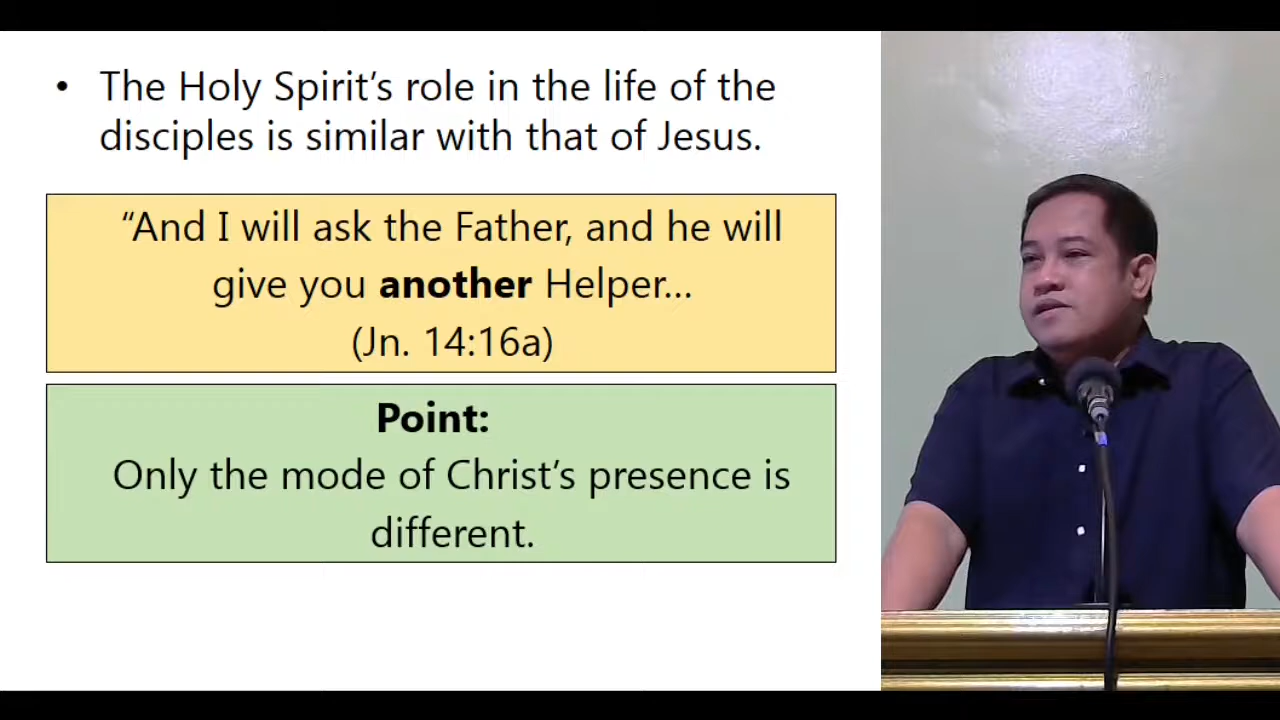 • The Holy Spirit’s role in the life of the
disciples is similar with that of Jesus.
“And I will ask the Father, and he will
give you another Helper…
(Jn. 14:16a)
Point:
Only the mode of Christ’s presence is
different.